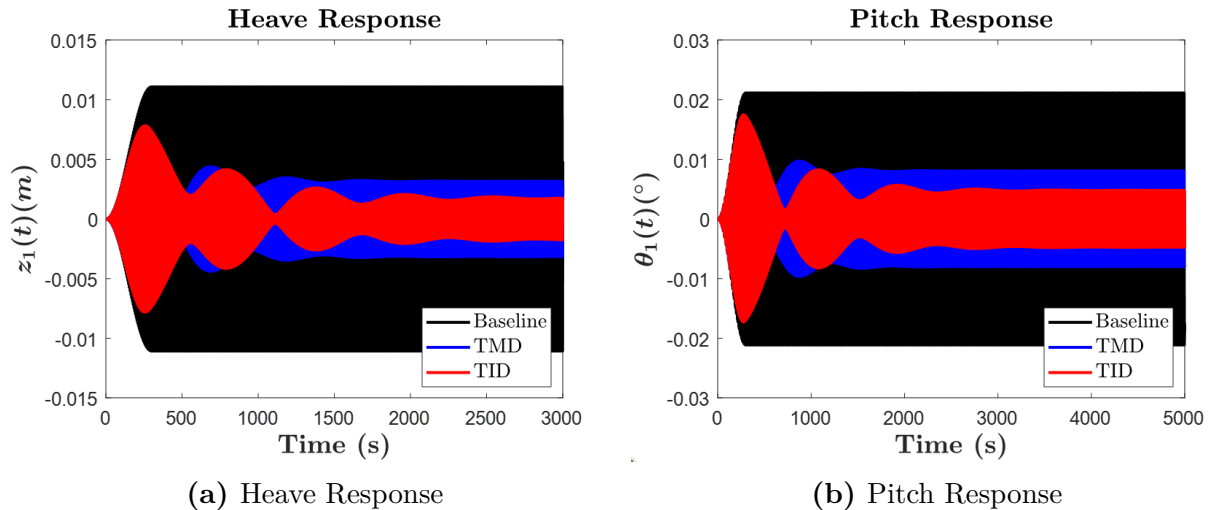 Heave Response
z₁(t)(m)
0.015
0.01
0.005
0
-0.005
-0.01
-0.015
Baseline
TMD
TID
0 500 1000 1500 2000 2500 3000
Time (s)
(a) Heave Response
Pitch Response
θ₁(t)(°)
0.03
0.02
0.01
0
-0.01
-0.02
-0.03
Baseline
TMD
TID
0 1000 2000 3000 4000 5000
Time (s)
(b) Pitch Response